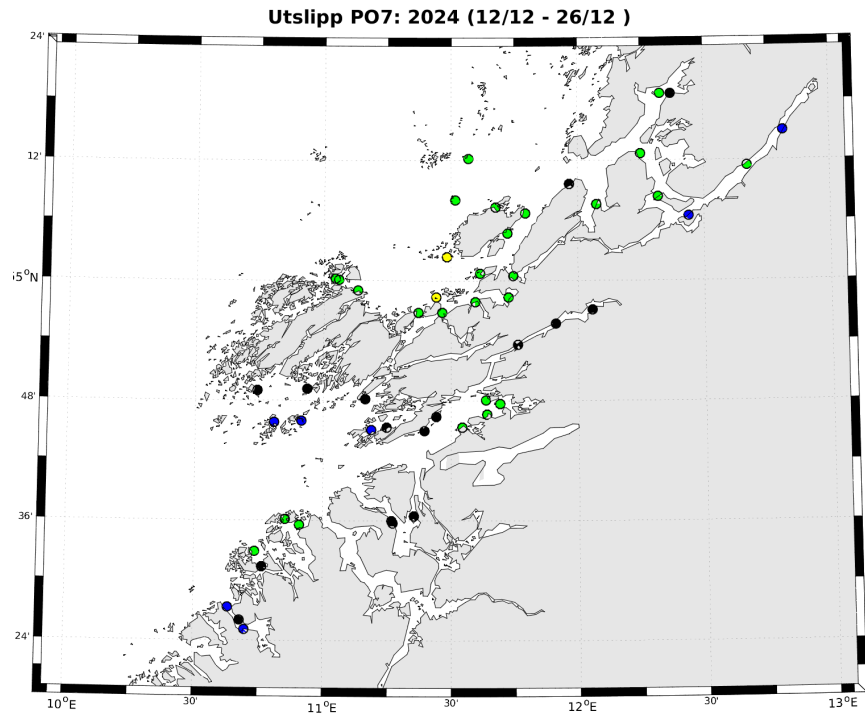 Utslipp PO7: 2024 (12/12 - 26/12 )
24'
12'
5°N
48'
36'
24'
10°E
30'
11°E
30'
12°E
30'
13°E